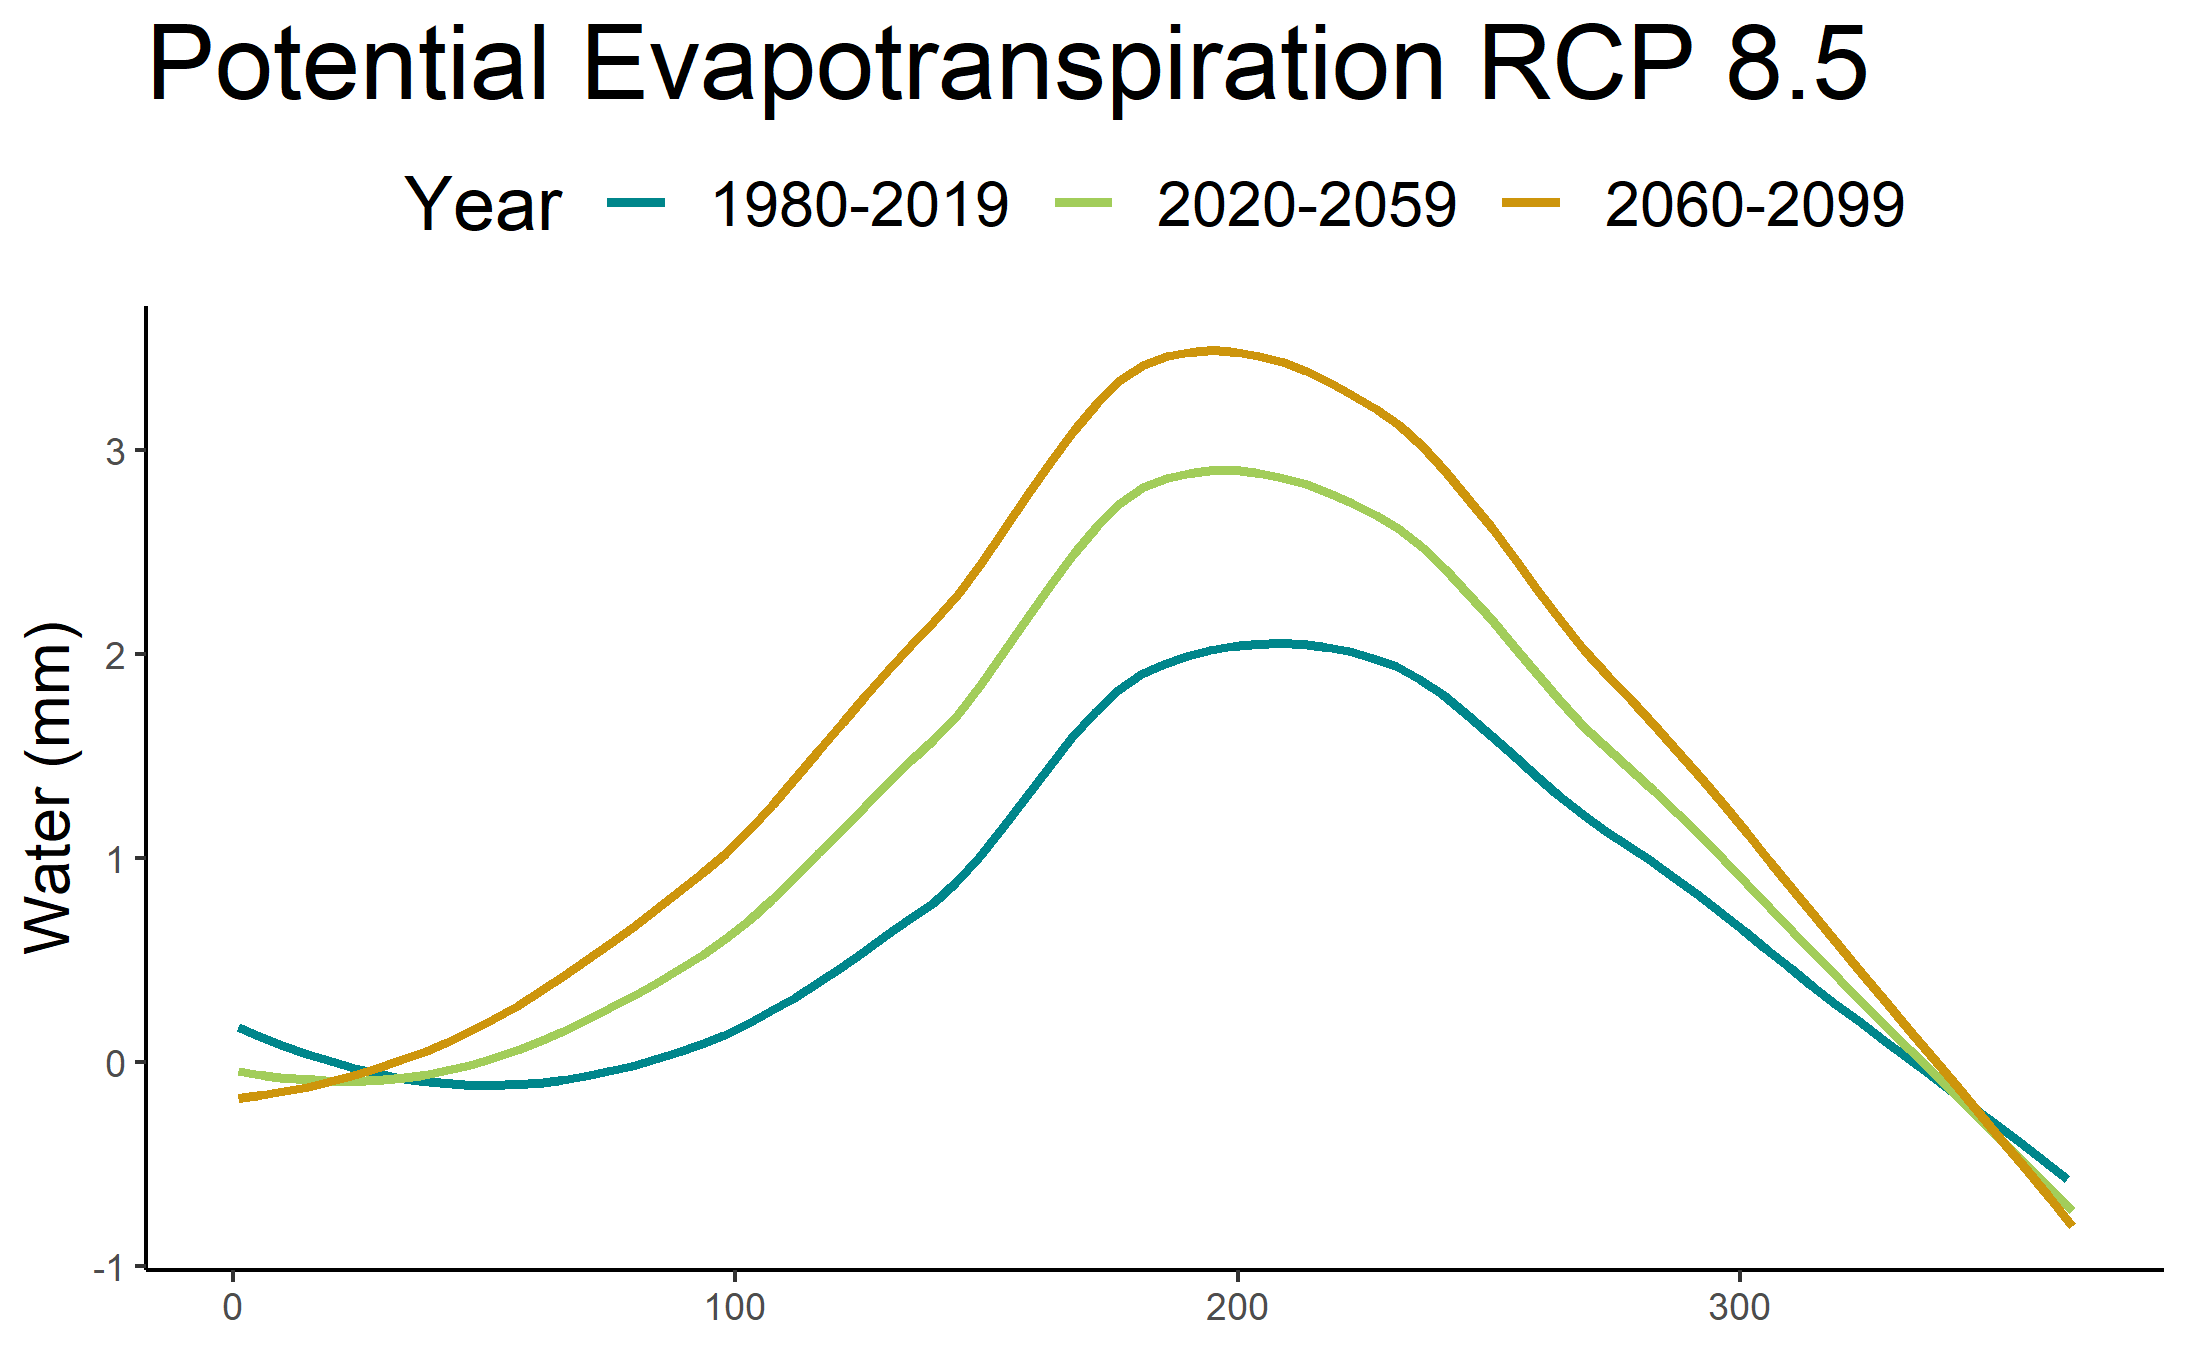 Potential Evapotranspiration RCP 8.5
Year 1980-2019 2020-2059 2060-2099
Water (mm)
3
2
1
0
-1
0 100 200 300